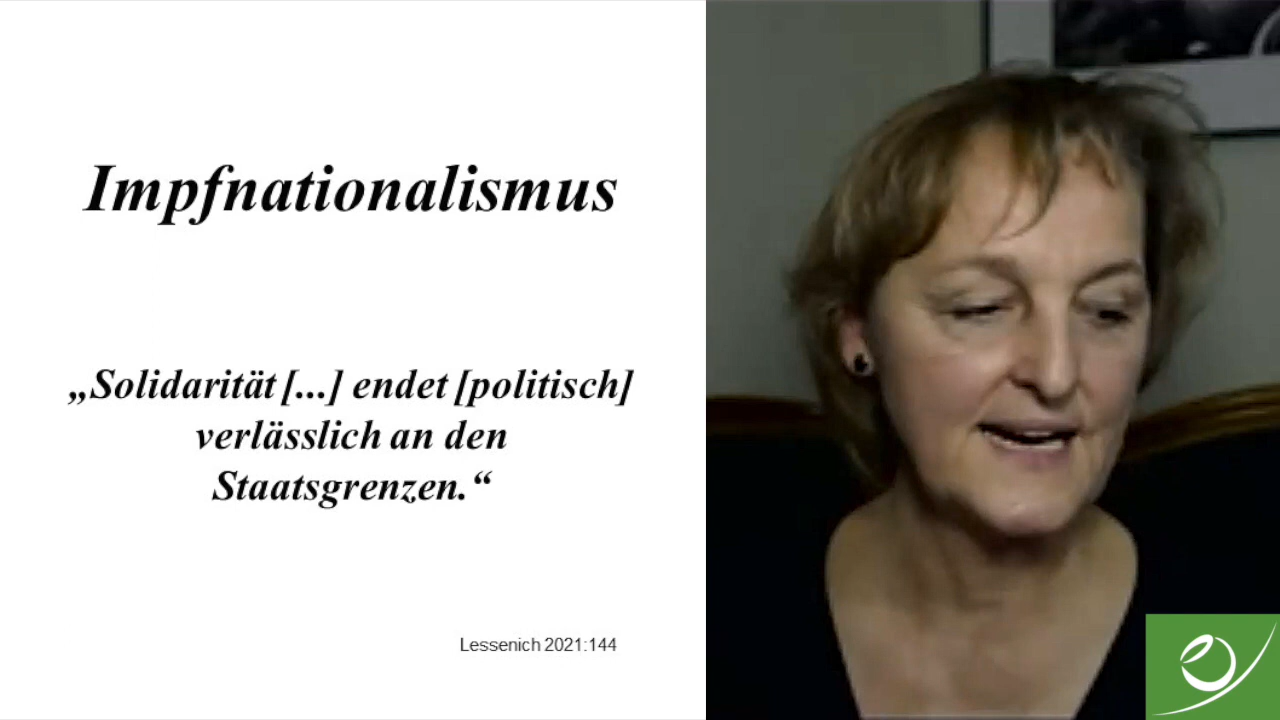 Impfnationalismus
„Solidarität [...] endet [politisch]
verlässlich an den
Staatsgrenzen.“
Lessenich 2021:144